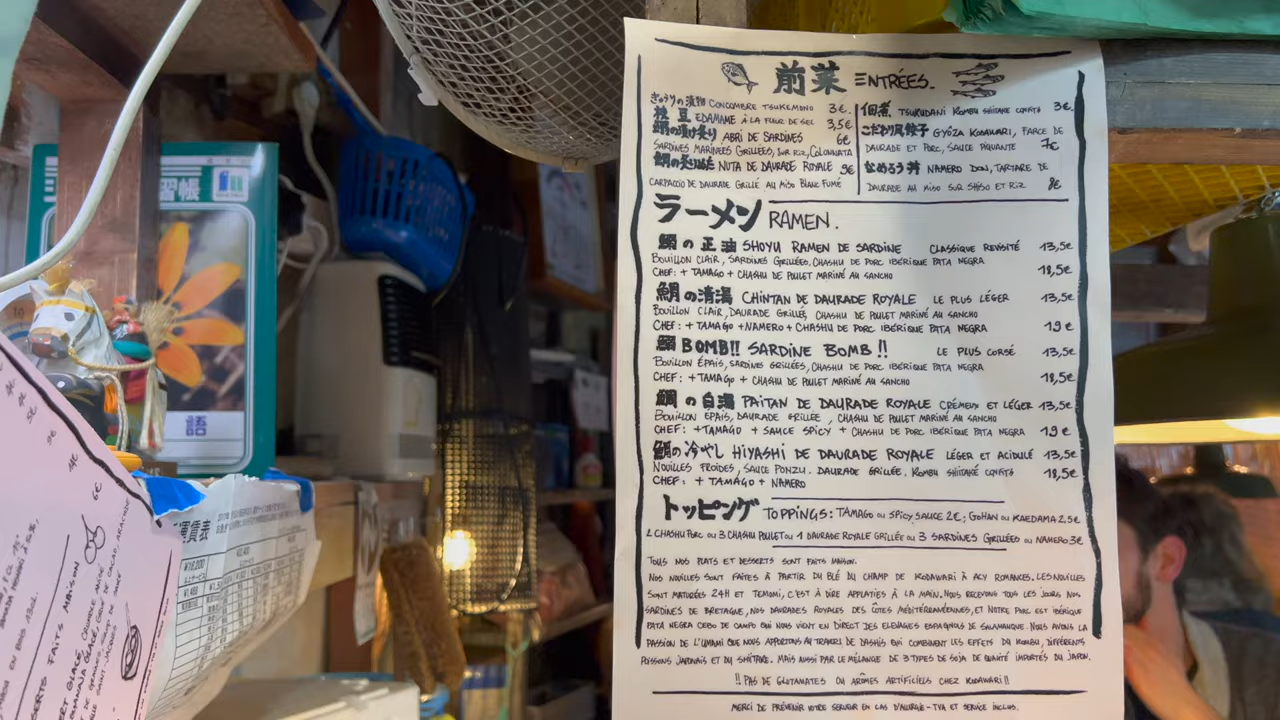 前菜 ENTRÉES.
きゅうりの漬物 CONCOMBRE TSUKEMONO 3€.
枝豆 EDAMAME À LA FLEUR DE SEL 3,5€
ABRI DE SARDINES 6€
SARDINES MARINÉES GRILLÉES, SUR RIZ, COLONNATA
NUTA DE DAURADE ROYALE 9€
CARPACCIO DE DAURADE GRILLÉ AU MISO BLANC FUMÉ
佃煮 TSUKUDANI KOMBU SHIITAKE CONFITS 3€
こだわり尾餃子 GYŌZA KODAWARI, FARCE DE
DAURADE ET PORC, SAUCE PIQUANTE 7€
なめろう丼 NAMERO DON, TARTARE DE
DAURADE AU MISO SUR SHISO ET RIZ 8€
ラーメン RAMEN.
の正油 SHOYU RAMEN DE SARDINE CLASSIQUE REVISITÉ 13,5€
BOUILLON CLAIR, SARDINES GRILLÉES, CHASHU DE PORC IBÉRIQUE PATA NEGRA
CHEF: + TAMAGO + CHASHU DE POULET MARINÉ AU SANCHO 18,5€
鯛の清湯 CHINTAN DE DAURADE ROYALE LE PLUS LÉGER 13,5€
BOUILLON CLAIR, DAURADE GRILLÉE, CHASHU DE POULET MARINÉ AU SANCHO
CHEF: + TAMAGO + NAMERO + CHASHU DE PORC IBÉRIQUE PATA NEGRA 19€
BOMB!! SARDINE BOMB!! LE PLUS CORSÉ 13,5€
BOUILLON ÉPAIS, SARDINES GRILLÉES, CHASHU DE PORC IBÉRIQUE PATA NEGRA
CHEF: + TAMAGO + CHASHU DE POULET MARINÉ AU SANCHO 18,5€
鯛の白湯 PAÏTAN DE DAURADE ROYALE CRÉMEUX ET LÉGER 13,5€
BOUILLON EPAIS, DAURADE GRILLÉE, CHASHU DE POULET MARINÉ AU SANCHO
CHEF: + TAMAGO + SAUCE SPICY + CHASHU DE PORC IBÉRIQUE PATA NEGRA 19€
鯛の冷やし HIYASHI DE DAURADE ROYALE LÉGER ET ACIDULÉ 13,5€
NOUILLES FROIDES, SAUCE PONZU. DAURADE GRILLÉE. KOMBU SHIITAKÉ CONFITS 18,5€
CHEF: + TAMAGO + NAMERO
トッピング TOPPINGS: TAMAGO OU SPICY SAUCE 2€; GOHAN OU KAEDAMA 2,5€
2 CHASHU PORC OU 3 CHASHU POULET OU 1 DAURADE ROYALE GRILLÉE OU 3 SARDINES GRILLÉES OU NAMERO 3€
TOUS NOS PLATS ET DESSERTS SONT FAITS MAISON.
NOS NOUILLES SONT FAITES À PARTIR DU BLÉ DU CHAMP DE KODAWARI À ACY ROMANCES. LES NOUILLES
SONT MATURÉES 24H ET TEMOMI, C'EST À DIRE APPLATIES À LA MAIN. NOUS RECEVONS TOUS LES JOURS NOS
SARDINES DE BRETAGNE, NOS DAURADES ROYALES DES CÔTES MÉDITERRANÉENNES, ET NOTRE PORC EST IBÉRIQUE
PATA NEGRA CEBO DE CAMPO QUI NOUS VIENT EN DIRECT DES ELEVAGES ESPAGNOLS DE SALAMANQUE. NOUS AVONS LA
PASSION DE L'UMAMI QUE NOUS APPORTONS AU TRAVERS DE DASHIS QUI COMBINENT LES EFFETS DU KOMBU, DIFFÉRENTS
POISSONS JAPONAIS ET DU SHIITAKE. MAIS AUSSI PAR LE MÉLANGE DE 3 TYPES DE SOJA DE QUALITÉ IMPORTÉS DU JAPON.
!! PAS DE GLUTAMATES OU ARÔMES ARTIFICIELS CHEZ KODAWARI !!
MERCI DE PRÉVENIR VOTRE SERVEUR EN CAS D'ALLERGIE - TVA ET SERVICE INCLUS.
習帳
語
運賃表
FAITS MAISON